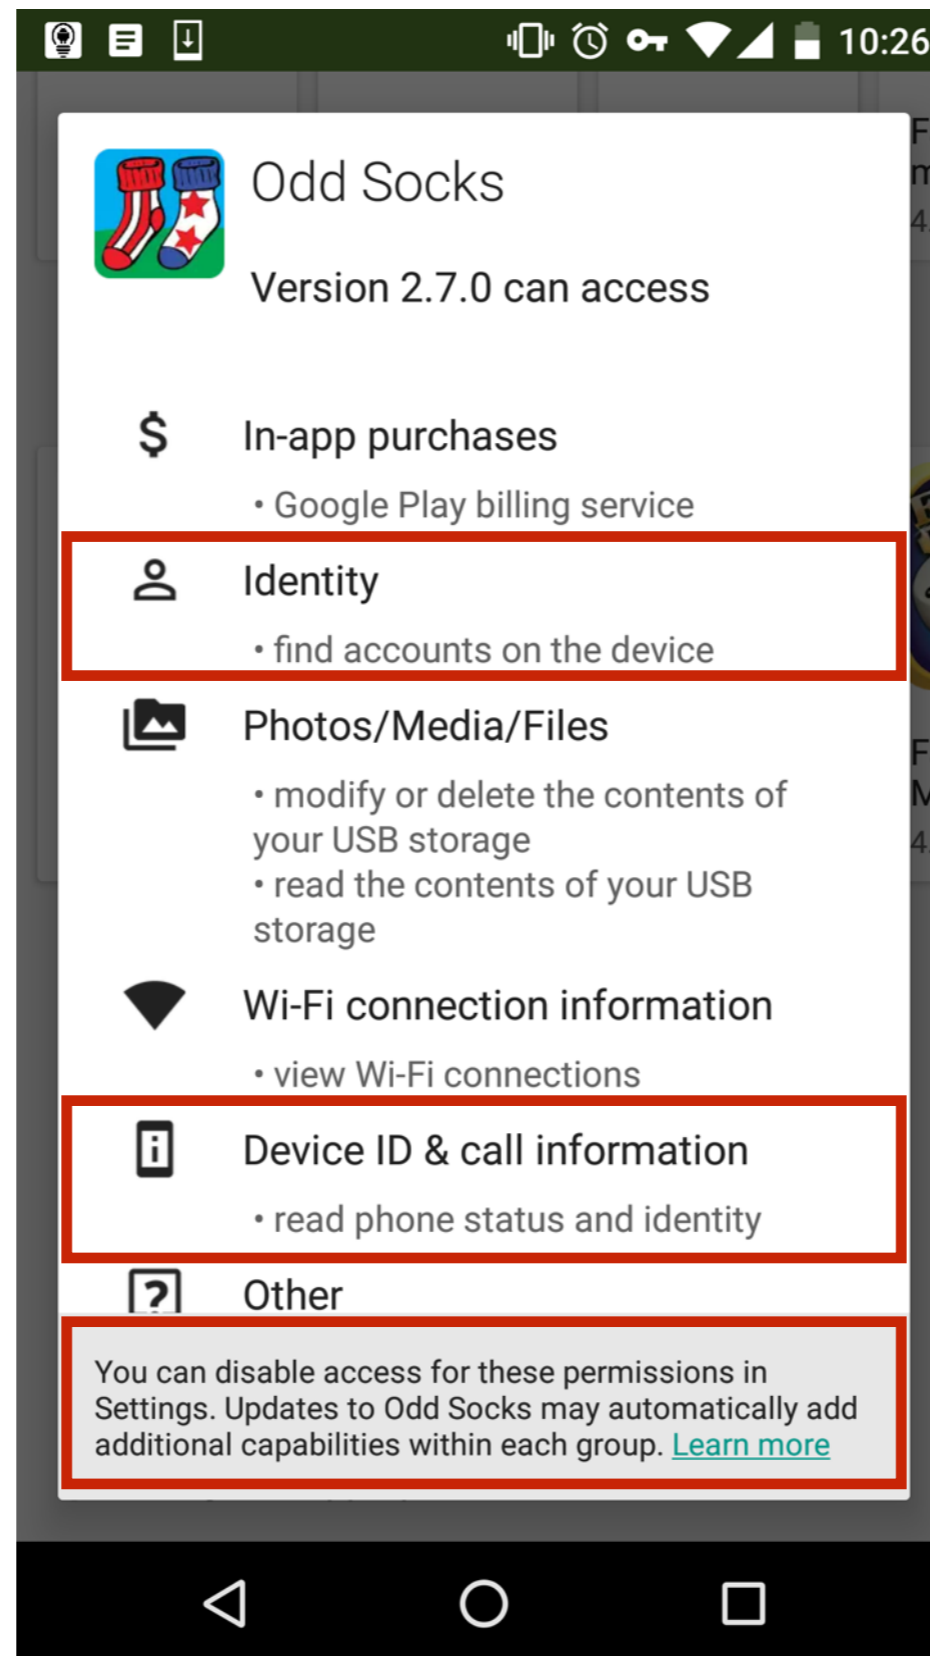 10:26
Odd Socks
Version 2.7.0 can access
In-app purchases
• Google Play billing service
Identity
• find accounts on the device
Photos/Media/Files
• modify or delete the contents of
your USB storage
• read the contents of your USB
storage
Wi-Fi connection information
• view Wi-Fi connections
Device ID & call information
• read phone status and identity
Other
You can disable access for these permissions in
Settings. Updates to Odd Socks may automatically add
additional capabilities within each group. Learn more